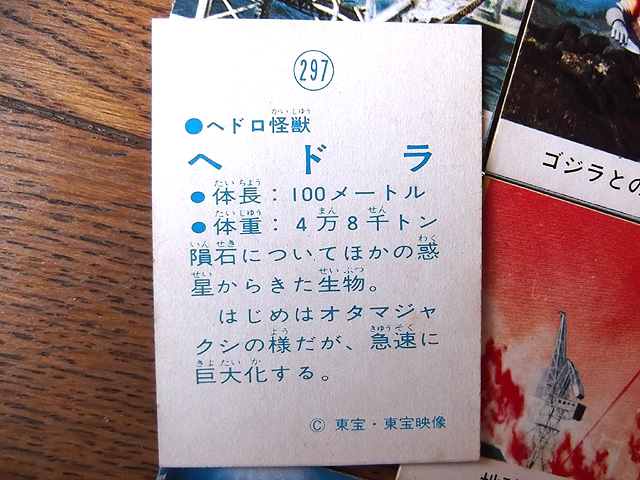 297
●ヘドロ怪獣
ヘドラ
●体長：100メートル
●体重：4万8千トン
隕石についてほかの惑
星からきた生物。
はじめはオタマジャ
クシの様だが、急速に
巨大化する。
© 東宝・東宝映像
ゴジラとの